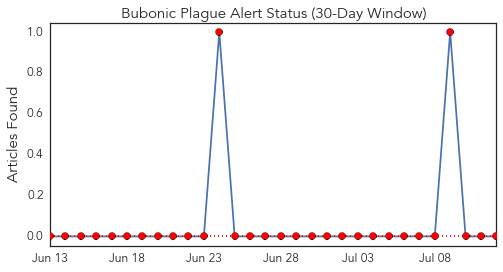 Bubonic Plague Alert Status (30-Day Window)
Articles Found
1.0
0.8
0.6
0.4
0.2
0.0
Jun 13 Jun 18 Jun 23 Jun 28 Jul 03 Jul 08